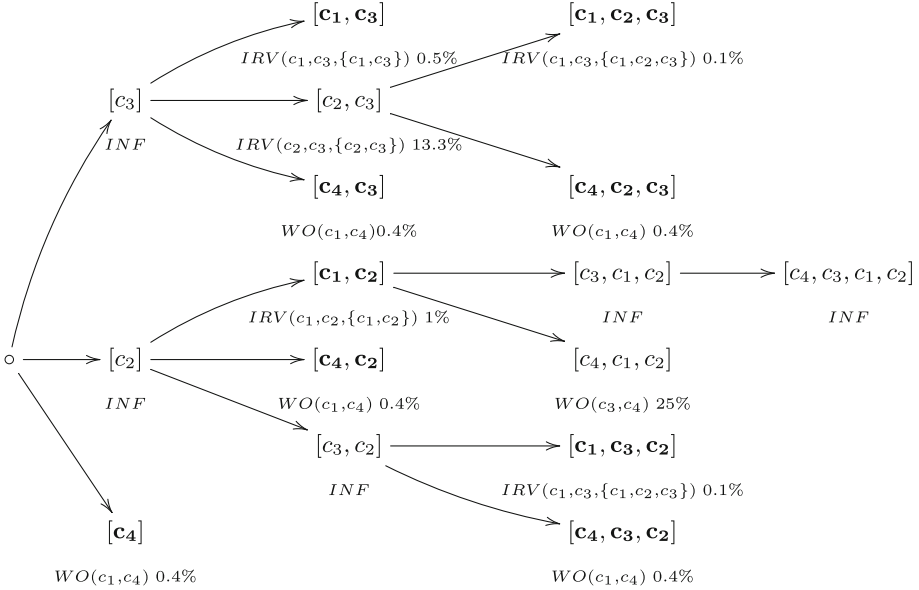 [c₁, c₃] [c₁, c₂, c₃]
IRV(c₁,c₃,{c₁,c₃}) 0.5% IRV(c₁,c₃,{c₁,c₂,c₃}) 0.1%
[c₃] [c₂, c₃]
INF IRV(c₂,c₃,{c₂,c₃}) 13.3%
[c₄, c₃] [c₄, c₂, c₃]
WO(c₁,c₄)0.4% WO(c₁,c₄) 0.4%
[c₁, c₂] [c₃, c₁, c₂] [c₄, c₃, c₁, c₂]
IRV(c₁,c₂,{c₁,c₂}) 1% INF INF
[c₂] [c₄, c₂] [c₄, c₁, c₂]
INF WO(c₁,c₄) 0.4% WO(c₃,c₄) 25%
[c₃, c₂] [c₁, c₃, c₂]
INF IRV(c₁,c₃,{c₁,c₂,c₃}) 0.1%
[c₄] [c₄, c₃, c₂]
WO(c₁,c₄) 0.4% WO(c₁,c₄) 0.4%